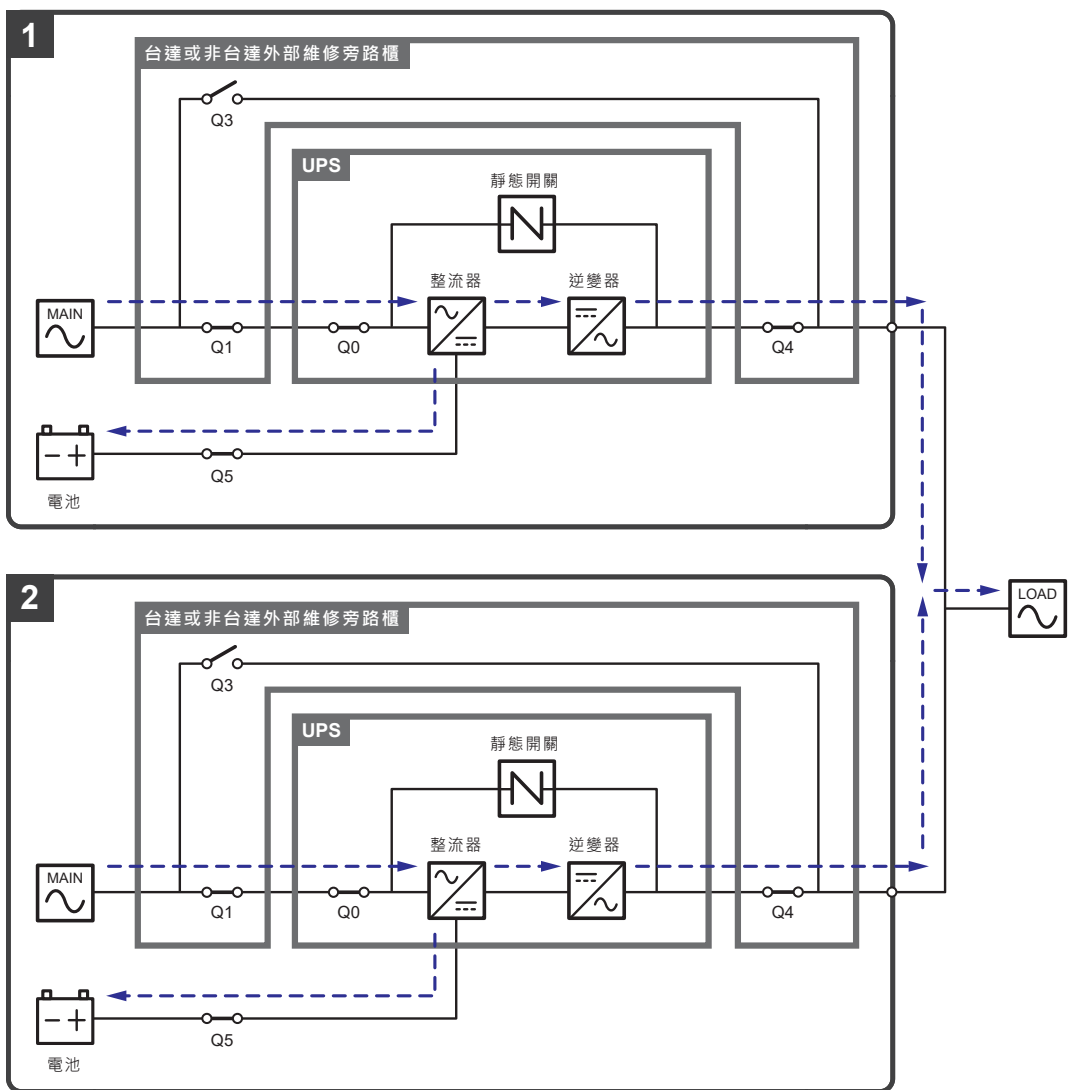 1
台達或非台達外部維修旁路櫃
Q3
UPS
靜態開關
整流器
逆變器
MAIN
Q1
Q0
Q4
Q5
電池
2
台達或非台達外部維修旁路櫃
LOAD
Q3
UPS
靜態開關
整流器
逆變器
MAIN
Q1
Q0
Q4
Q5
電池